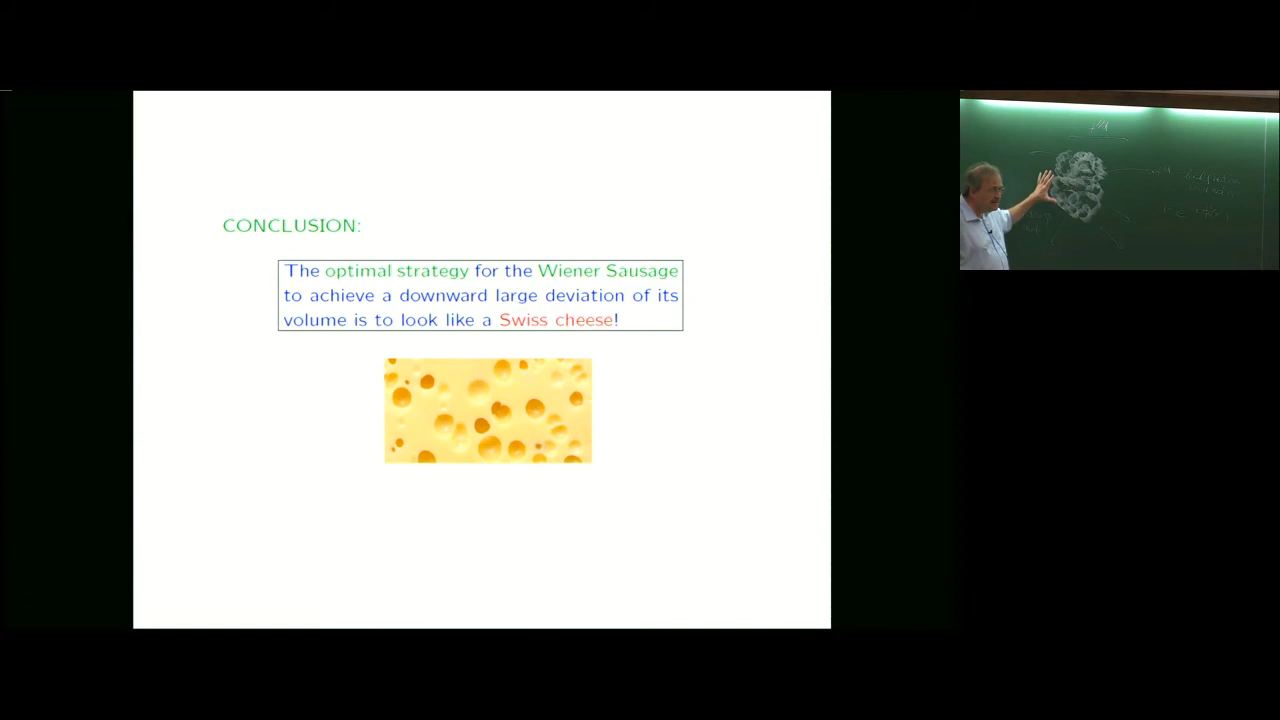 CONCLUSION:
The optimal strategy for the Wiener Sausage
to achieve a downward large deviation of its
volume is to look like a Swiss cheese!